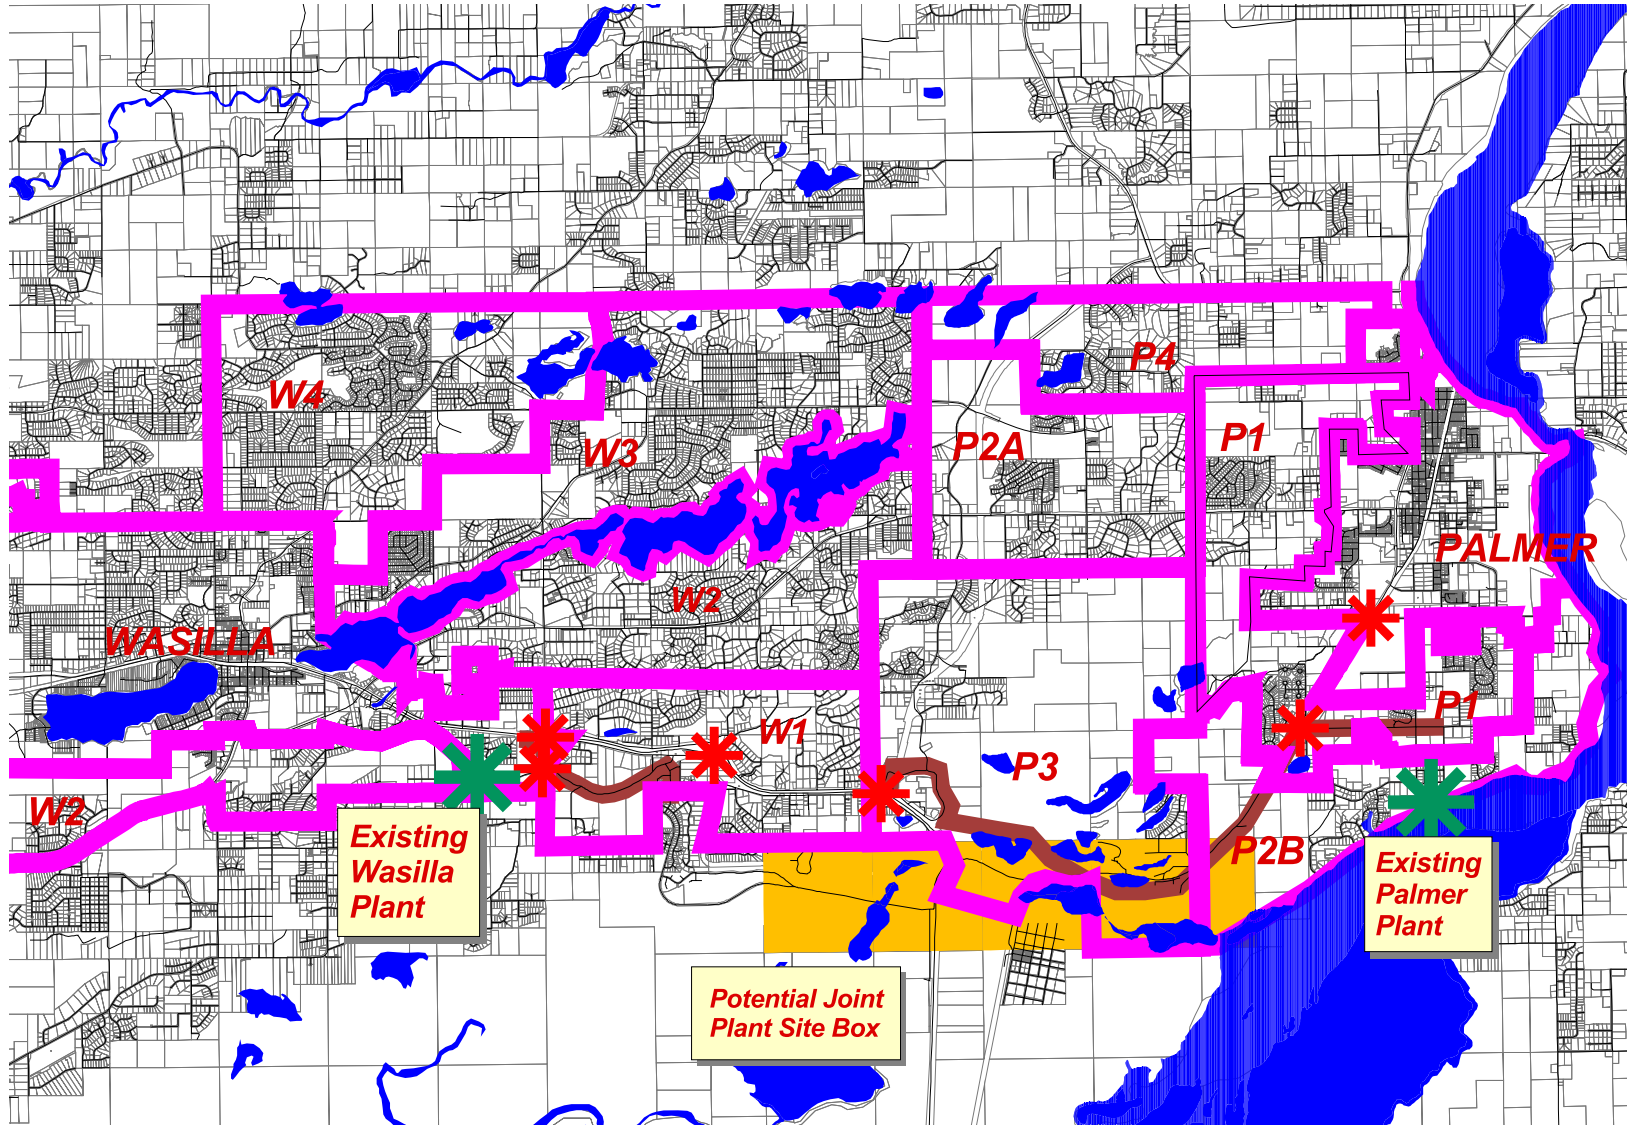 P4
W4
P1
P2A
W3
PALMER
W2
WASILLA
P1
W1
P3
W2
P2B
Existing
Wasilla
Plant
Existing
Palmer
Plant
Potential Joint
Plant Site Box